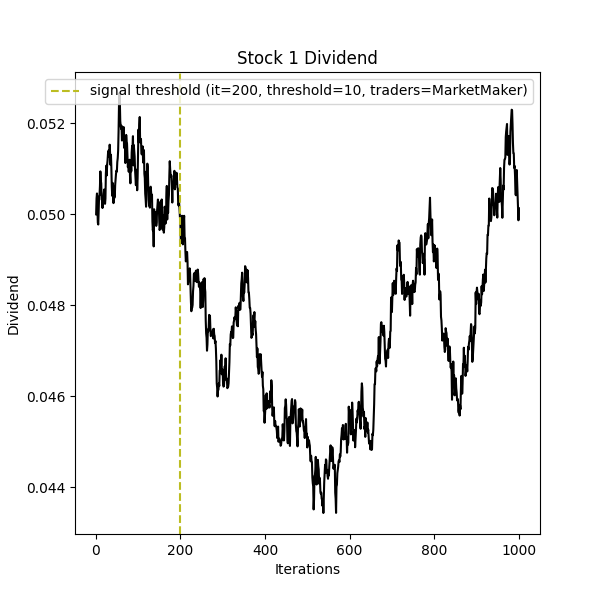 Stock 1 Dividend
signal threshold (it=200, threshold=10, traders=MarketMaker)
0.052
0.050
0.048
0.046
0.044
Dividend
0 200 400 600 800 1000
Iterations